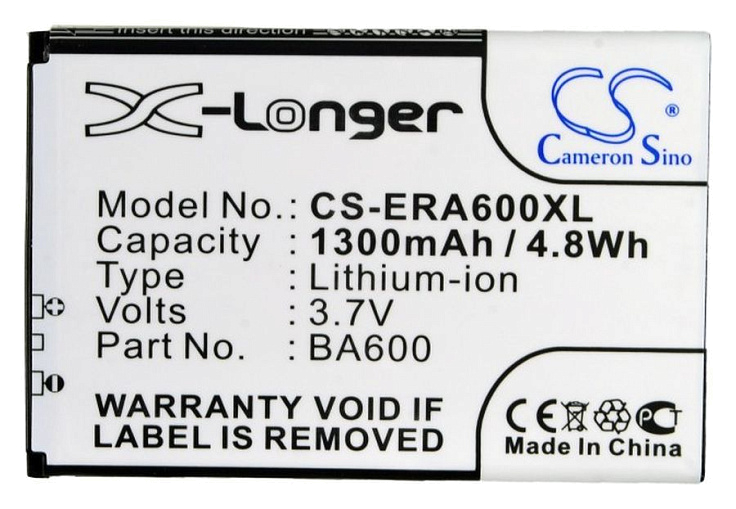 X-Longer
CS®
Cameron Sino
Model No.: CS-ERA600XL
Capacity : 1300mAh / 4.8Wh
Type : Lithium-ion
Volts : 3.7V
Part No. : BA600
WARRANTY VOID IF
LABEL IS REMOVED
CE PCT
Made In China